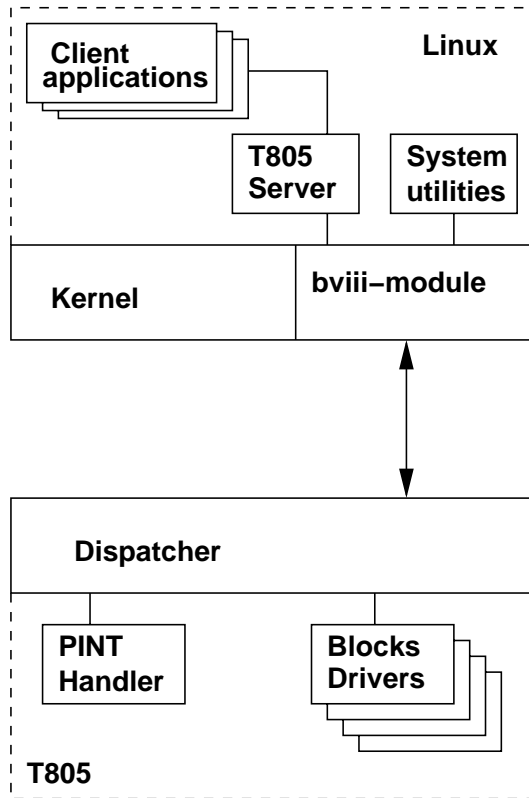 Client
applications
Linux
T805
Server
System
utilities
Kernel
bviii−module
Dispatcher
PINT
Handler
Blocks
Drivers
T805